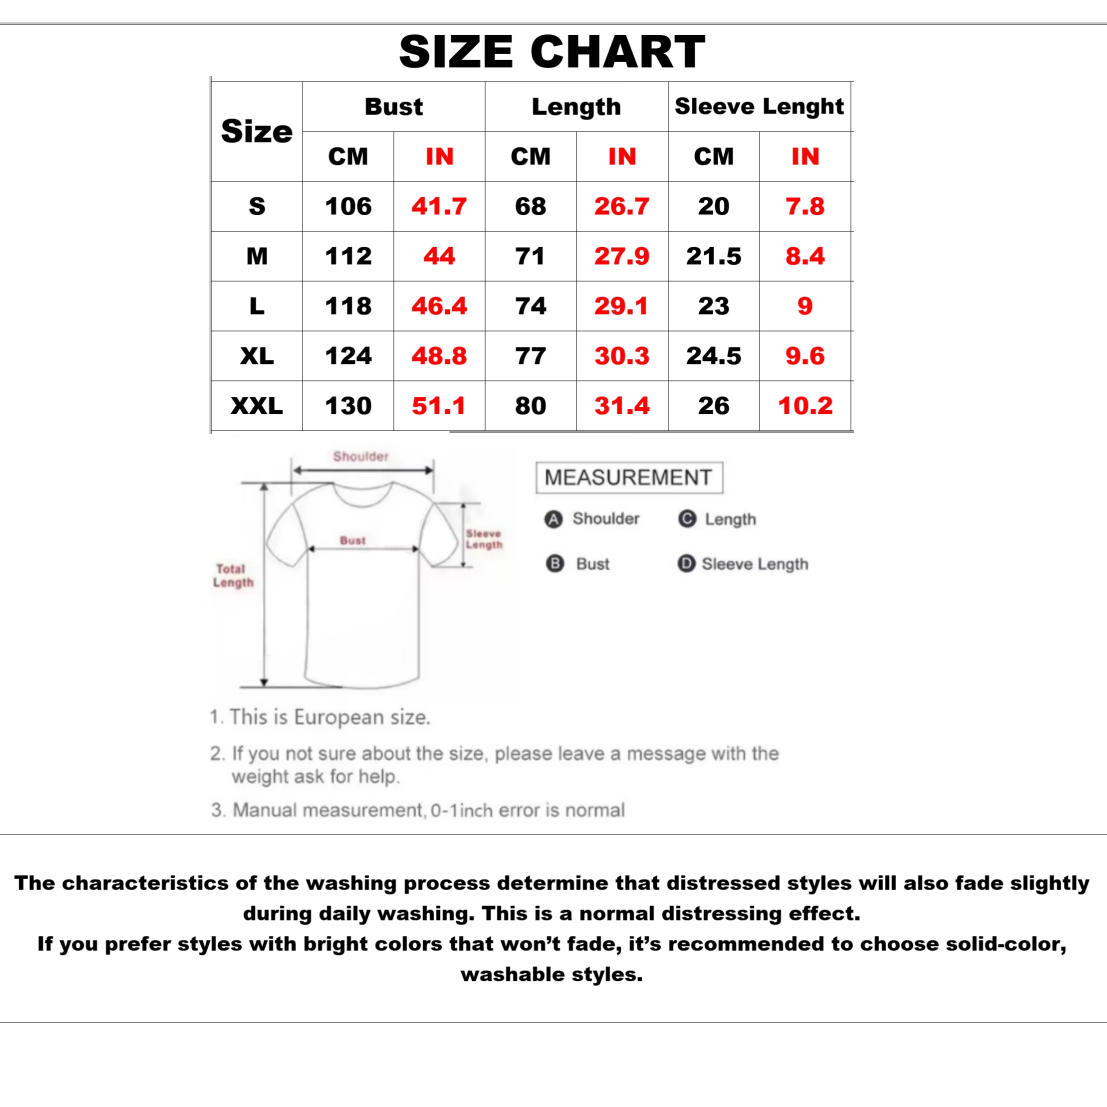 SIZE CHART
Size Bust Length Sleeve Lenght
CM IN CM IN CM IN
S 106 41.7 68 26.7 20 7.8
M 112 44 71 27.9 21.5 8.4
L 118 46.4 74 29.1 23 9
XL 124 48.8 77 30.3 24.5 9.6
XXL 130 51.1 80 31.4 26 10.2
Shoulder
Bust
Sleeve
Length
Total
Length
MEASUREMENT
A Shoulder C Length
B Bust D Sleeve Length
1. This is European size.
2. If you not sure about the size, please leave a message with the
weight ask for help.
3. Manual measurement, 0-1inch error is normal
The characteristics of the washing process determine that distressed styles will also fade slightly
during daily washing. This is a normal distressing effect.
If you prefer styles with bright colors that won’t fade, it’s recommended to choose solid-color,
washable styles.